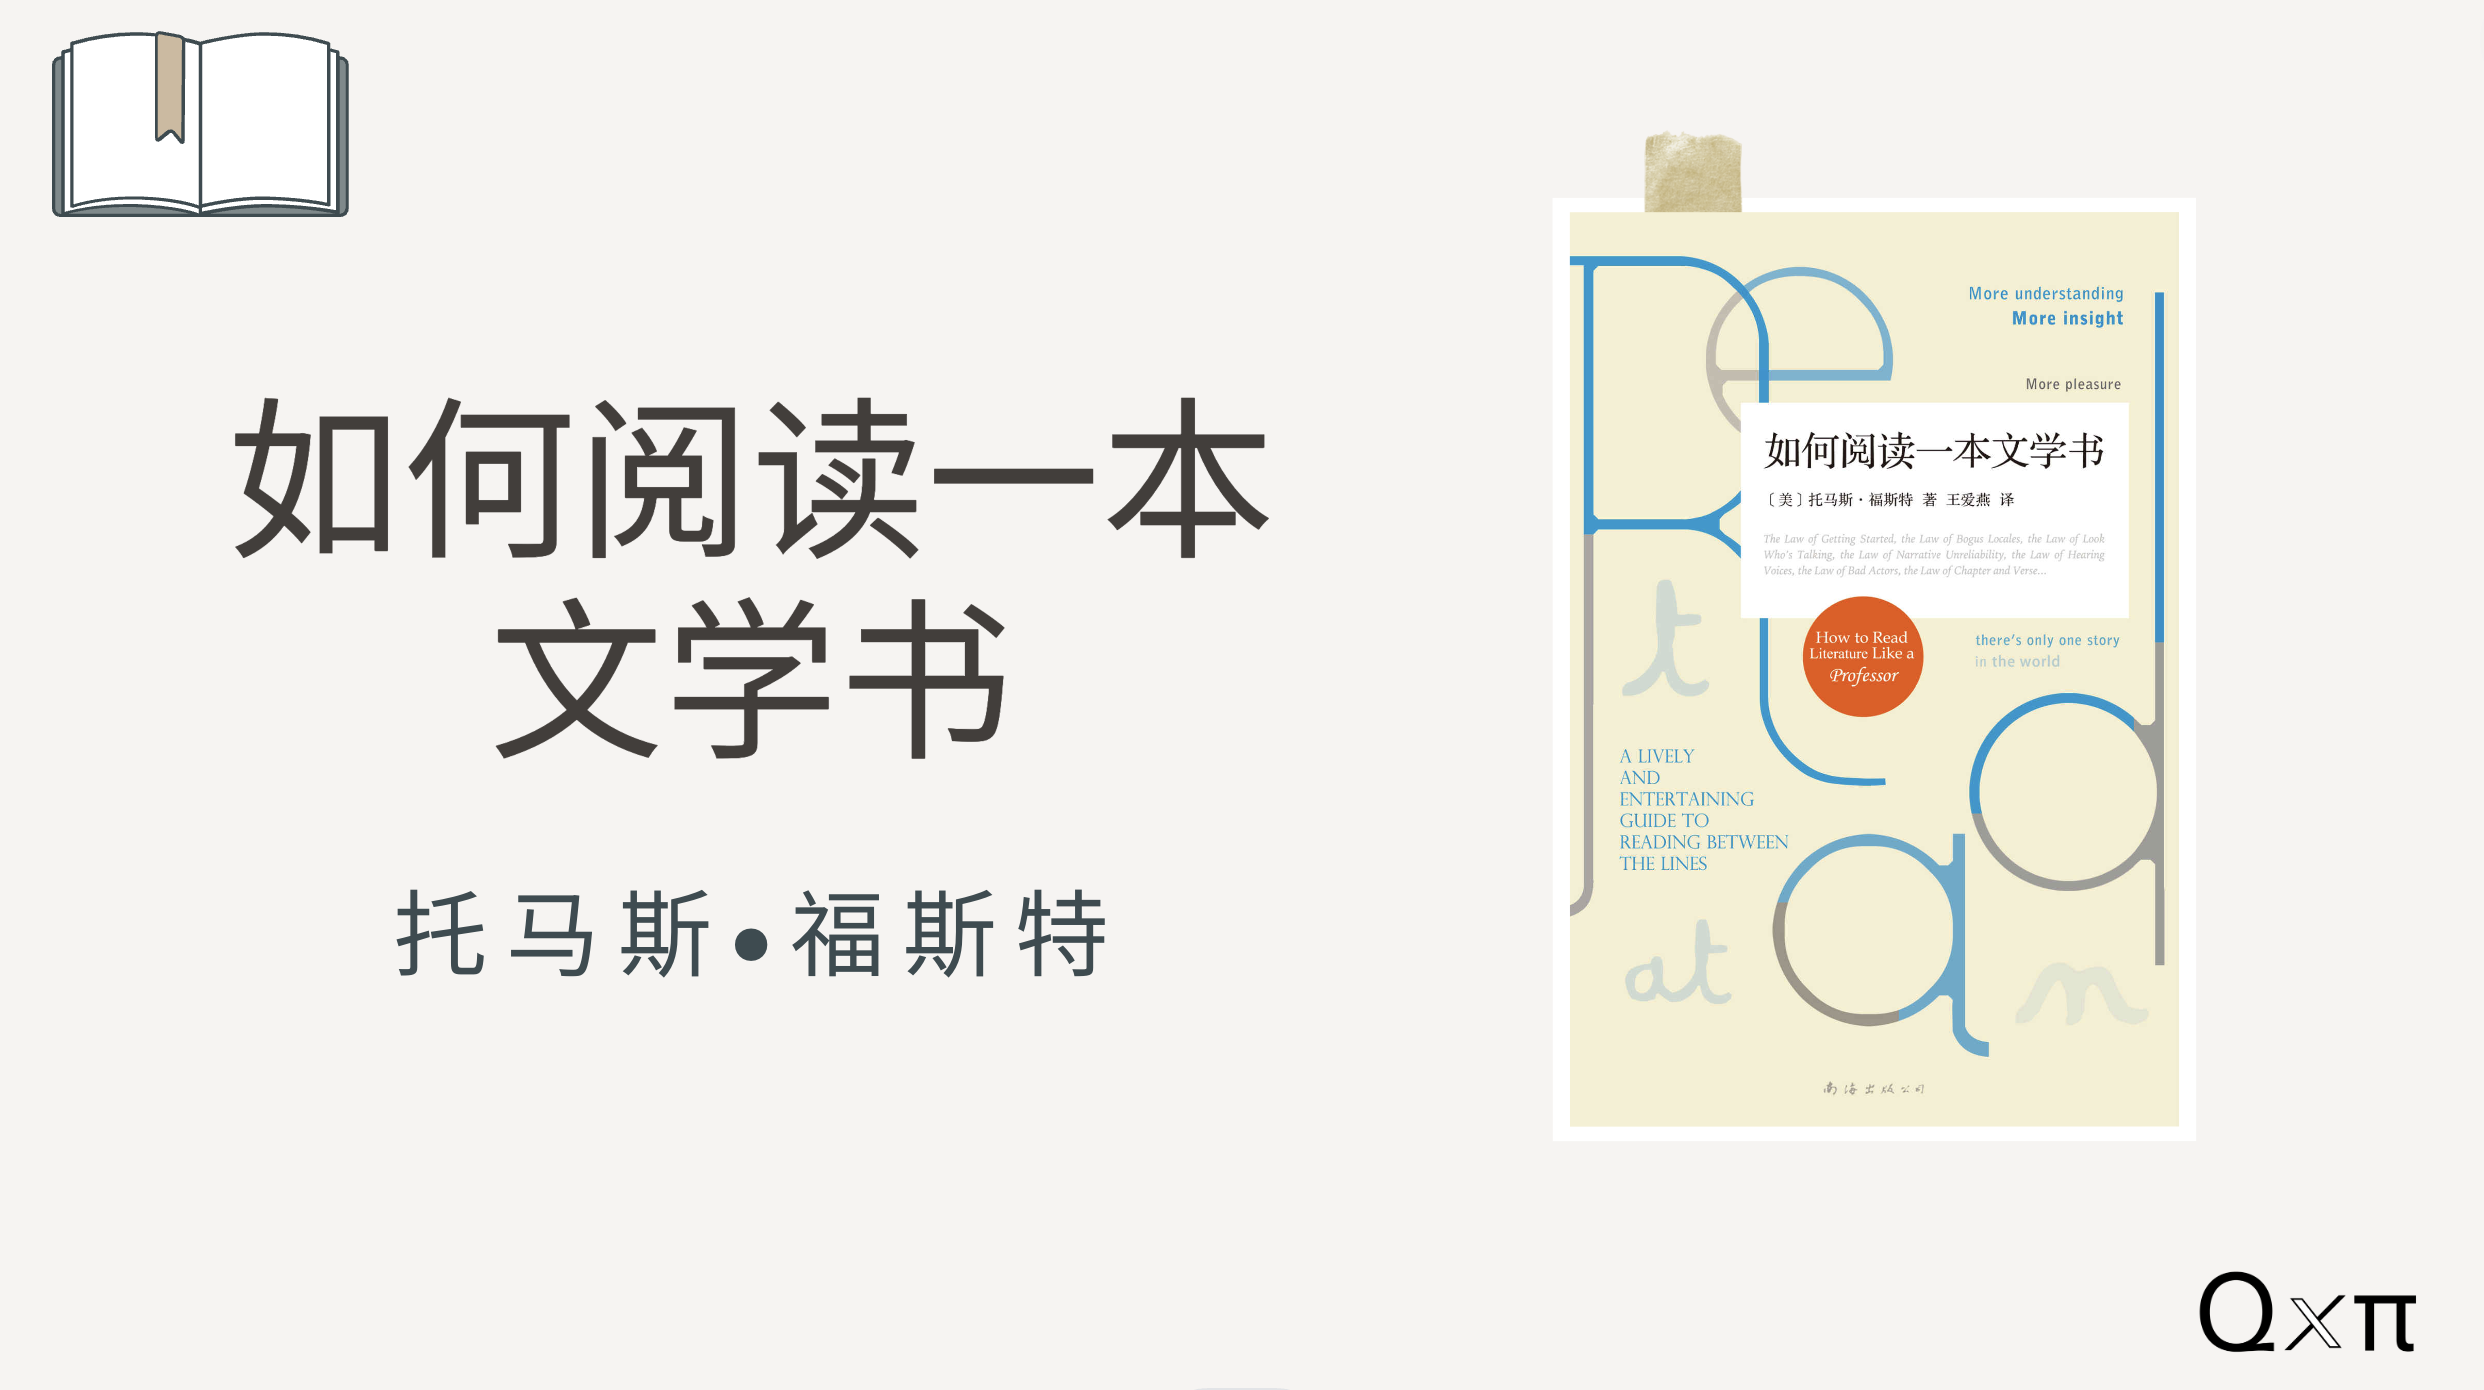 如何阅读一本
文学书
托马斯•福斯特
More understanding
More insight
More pleasure
如何阅读一本文学书
〔美〕托马斯·福斯特 著 王爱燕 译
The Law of Getting Started, the Law of Bogus Locales, the Law of Look
Who's Talking, the Law of Narrative Unreliability, the Law of Hearing
Voices, the Law of Bad Actors, the Law of Chapter and Verse...
How to Read
Literature Like a
Professor
there's only one story
in the world
t
A LIVELY
AND
ENTERTAINING
GUIDE TO
READING BETWEEN
THE LINES
at
n
南海出版公司
Qxπ